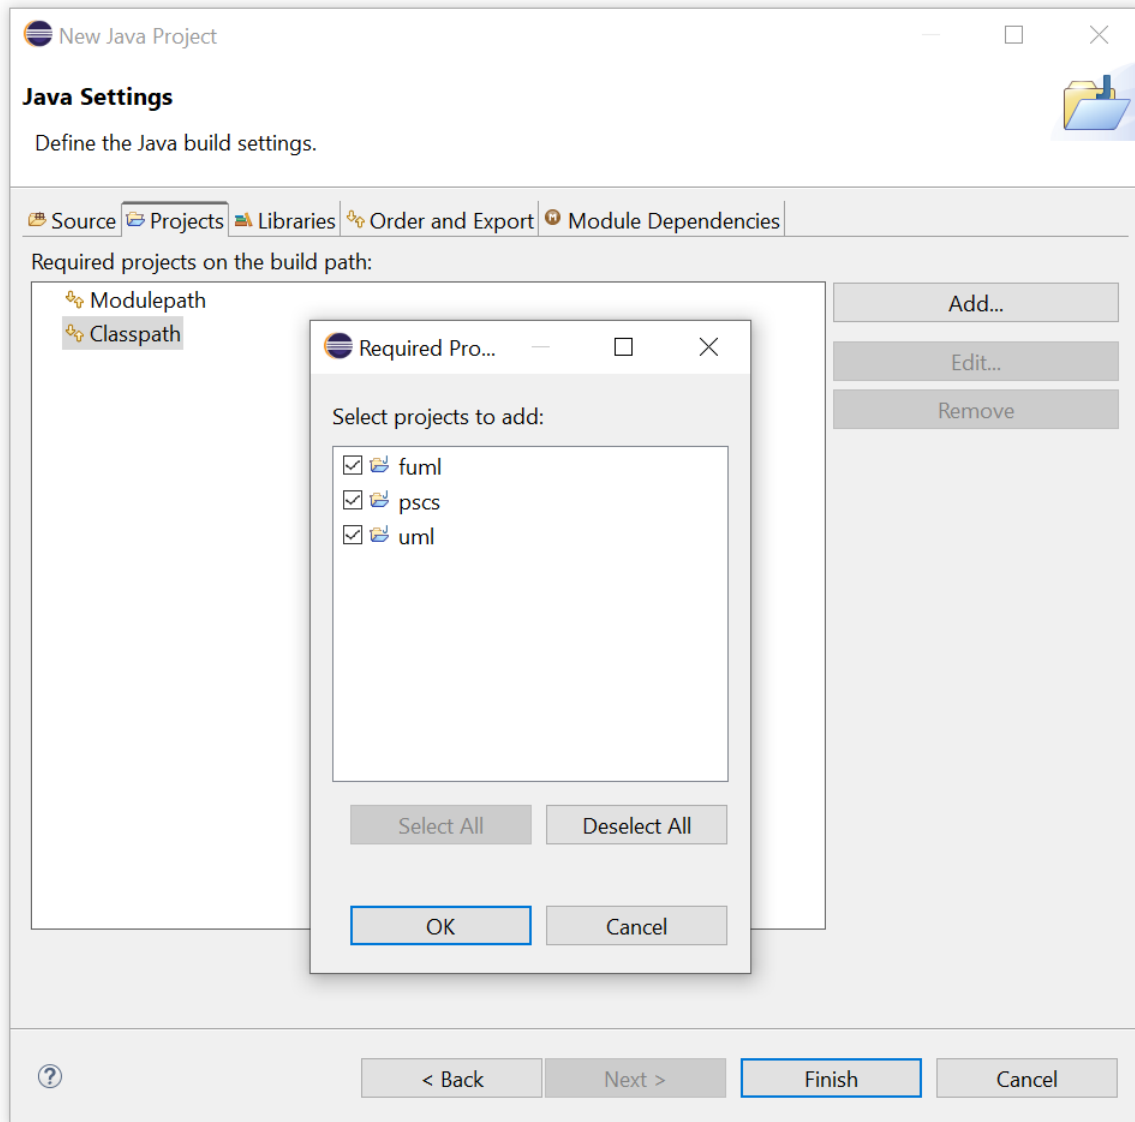 New Java Project
Java Settings
Define the Java build settings.
Source Projects Libraries Order and Export Module Dependencies
Required projects on the build path:
Modulepath
Classpath
Add...
Edit...
Remove
Required Pro...
Select projects to add:
fuml
pscs
uml
Select All Deselect All
OK Cancel
? < Back Next > Finish Cancel